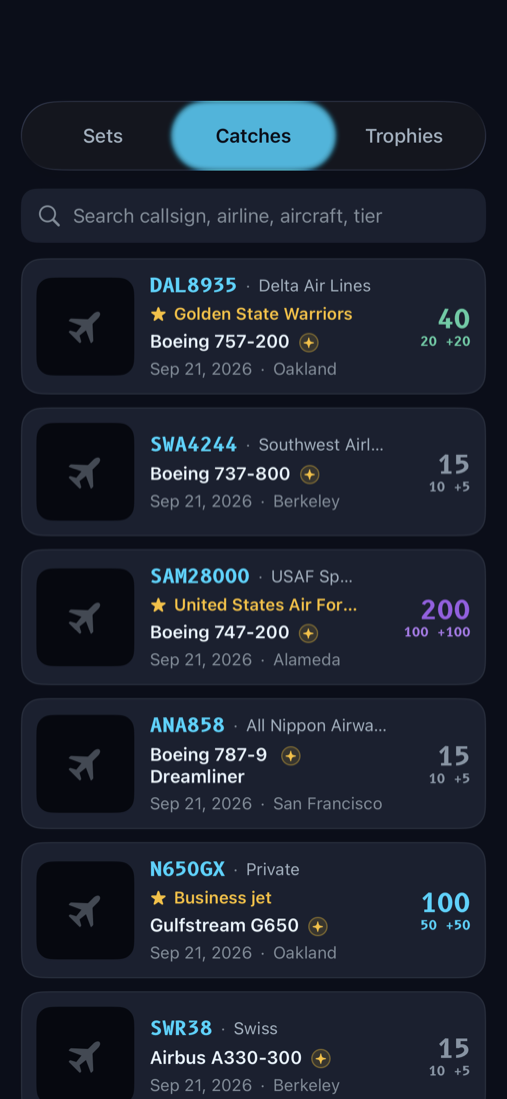 Sets
Catches
Trophies
Search callsign, airline, aircraft, tier
DAL8935 · Delta Air Lines
Golden State Warriors
Boeing 757-200
Sep 21, 2026 · Oakland
40
20 +20
SWA4244 · Southwest Airl...
Boeing 737-800
Sep 21, 2026 · Berkeley
15
10 +5
SAM28000 · USAF Sp...
United States Air For...
Boeing 747-200
Sep 21, 2026 · Alameda
200
100 +100
ANA858 · All Nippon Airwa...
Boeing 787-9
Dreamliner
Sep 21, 2026 · San Francisco
15
10 +5
N650GX · Private
Business jet
Gulfstream G650
Sep 21, 2026 · Oakland
100
50 +50
SWR38 · Swiss
Airbus A330-300
Sep 21, 2026 · Berkeley
15
10 +5